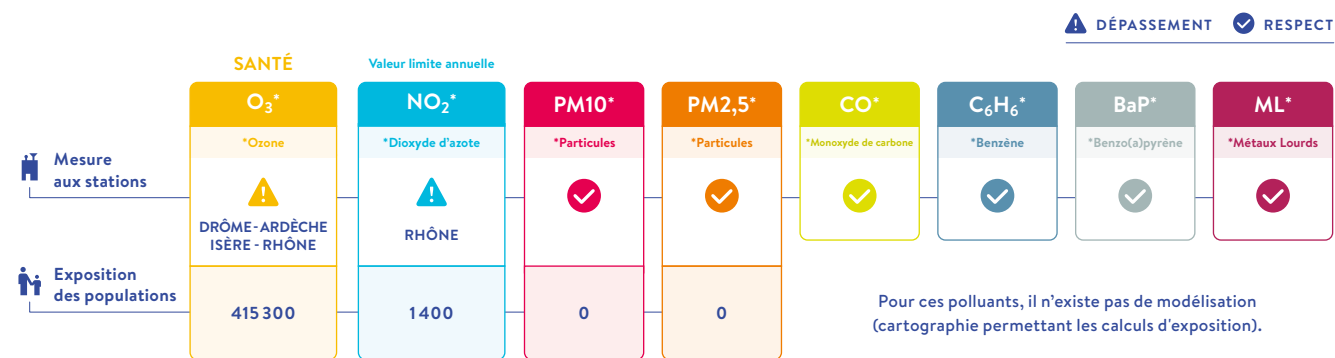 DÉPASSEMENT RESPECT
SANTÉ
Valeur limite annuelle
O₃* NO₂* PM10* PM2,5* CO* C₆H₆* BaP* ML*
*Ozone *Dioxyde d'azote *Particules *Particules *Monoxyde de carbone *Benzène *Benzo(a)pyrène *Métaux Lourds
Mesure
aux stations
DRÔME-ARDÈCHE
ISÈRE - RHÔNE
RHÔNE
Exposition
des populations
415 300 1400 0 0
Pour ces polluants, il n'existe pas de modélisation
(cartographie permettant les calculs d'exposition).